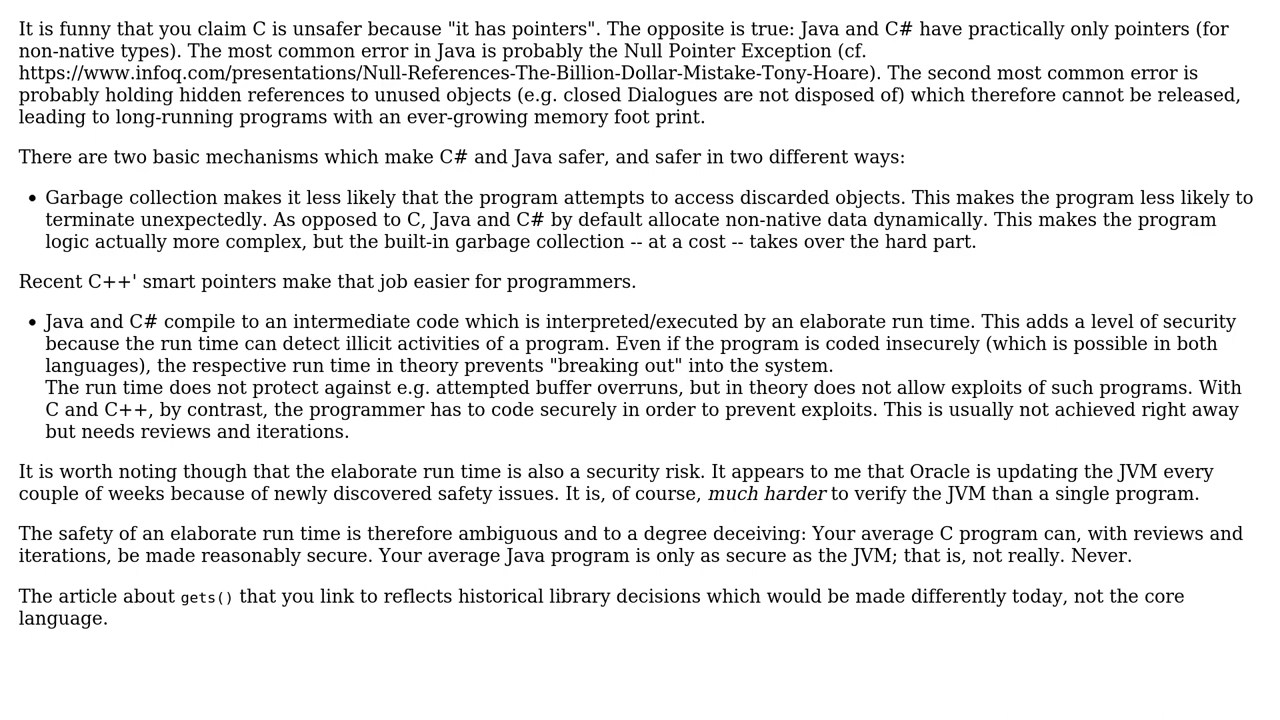 It is funny that you claim C is unsafer because "it has pointers". The opposite is true: Java and C# have practically only pointers (for
non-native types). The most common error in Java is probably the Null Pointer Exception (cf.
https://www.infoq.com/presentations/Null-References-The-Billion-Dollar-Mistake-Tony-Hoare). The second most common error is
probably holding hidden references to unused objects (e.g. closed Dialogues are not disposed of) which therefore cannot be released,
leading to long-running programs with an ever-growing memory foot print.
There are two basic mechanisms which make C# and Java safer, and safer in two different ways:
• Garbage collection makes it less likely that the program attempts to access discarded objects. This makes the program less likely to
terminate unexpectedly. As opposed to C, Java and C# by default allocate non-native data dynamically. This makes the program
logic actually more complex, but the built-in garbage collection -- at a cost -- takes over the hard part.
Recent C++' smart pointers make that job easier for programmers.
• Java and C# compile to an intermediate code which is interpreted/executed by an elaborate run time. This adds a level of security
because the run time can detect illicit activities of a program. Even if the program is coded insecurely (which is possible in both
languages), the respective run time in theory prevents "breaking out" into the system.
The run time does not protect against e.g. attempted buffer overruns, but in theory does not allow exploits of such programs. With
C and C++, by contrast, the programmer has to code securely in order to prevent exploits. This is usually not achieved right away
but needs reviews and iterations.
It is worth noting though that the elaborate run time is also a security risk. It appears to me that Oracle is updating the JVM every
couple of weeks because of newly discovered safety issues. It is, of course, much harder to verify the JVM than a single program.
The safety of an elaborate run time is therefore ambiguous and to a degree deceiving: Your average C program can, with reviews and
iterations, be made reasonably secure. Your average Java program is only as secure as the JVM; that is, not really. Never.
The article about gets() that you link to reflects historical library decisions which would be made differently today, not the core
language.